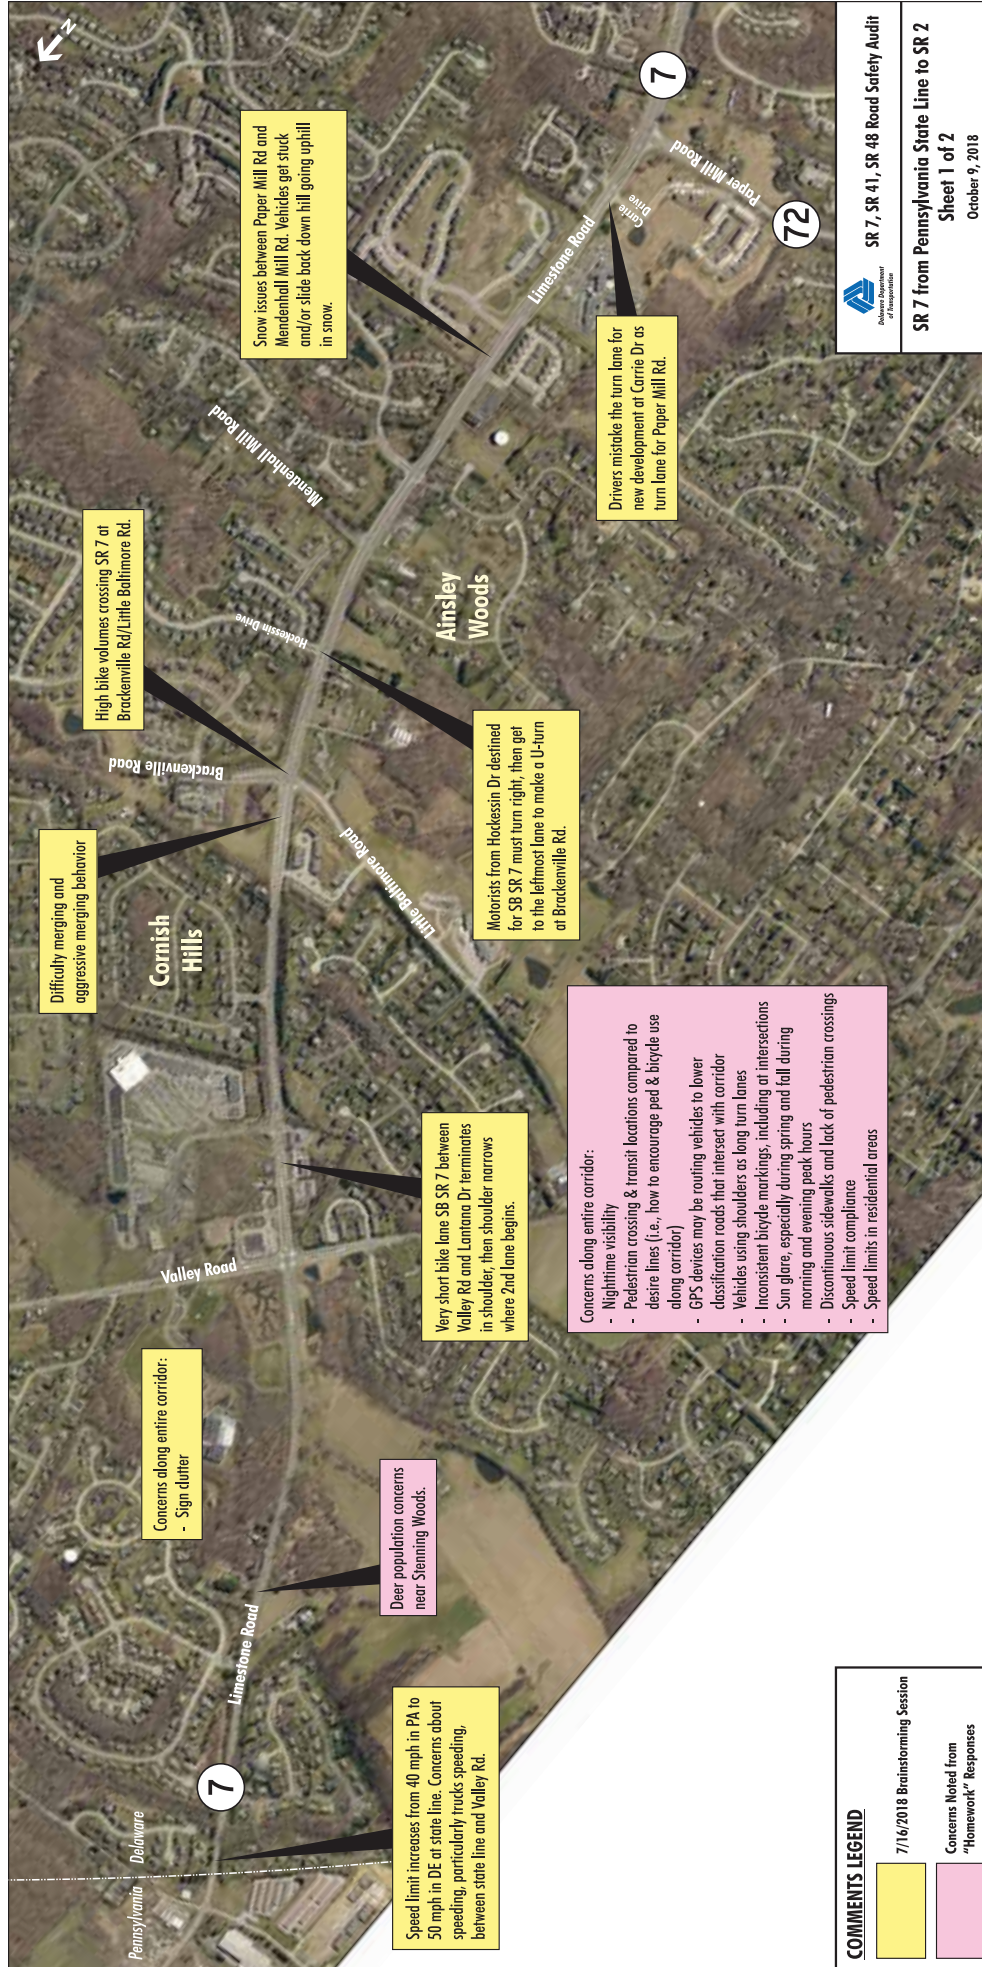 N
Pennsylvania
Delaware
7
Limestone Road
Speed limit increases from 40 mph in PA to
50 mph in DE at state line. Concerns about
speeding, particularly trucks speeding,
between state line and Valley Rd.
Deer population concerns
near Stenning Woods.
Concerns along entire corridor:
- Sign clutter
Valley Road
Very short bike lane SB SR 7 between
Valley Rd and Lantana Dr terminates
in shoulder, then shoulder narrows
where 2nd lane begins.
Cornish
Hills
Difficulty merging and
aggressive merging behavior
Little Baltimore Road
Brackenville Road
High bike volumes crossing SR 7 at
Brackenville Rd/Little Baltimore Rd.
Hockessin Drive
Motorists from Hockessin Dr destined
for SB SR 7 must turn right, then get
to the leftmost lane to make a U-turn
at Brackenville Rd.
Ainsley
Woods
Mendenhall Mill Road
Snow issues between Paper Mill Rd and
Mendenhall Mill Rd. Vehicles get stuck
and/or slide back down hill going uphill
in snow.
Limestone Road
Drivers mistake the turn lane for
new development at Carrie Dr as
turn lane for Paper Mill Rd.
Carrie
Drive
Paper Mill Road
7
72
Concerns along entire corridor:
- Nighttime visibility
- Pedestrian crossing & transit locations compared to
desire lines (i.e., how to encourage ped & bicycle use
along corridor)
- GPS devices may be routing vehicles to lower
classification roads that intersect with corridor
- Vehicles using shoulders as long turn lanes
- Inconsistent bicycle markings, including at intersections
- Sun glare, especially during spring and fall during
morning and evening peak hours
- Discontinuous sidewalks and lack of pedestrian crossings
- Speed limit compliance
- Speed limits in residential areas
COMMENTS LEGEND
7/16/2018 Brainstorming Session
Concerns Noted from
"Homework" Responses
Delaware Department
of Transportation
SR 7, SR 41, SR 48 Road Safety Audit
SR 7 from Pennsylvania State Line to SR 2
Sheet 1 of 2
October 9, 2018